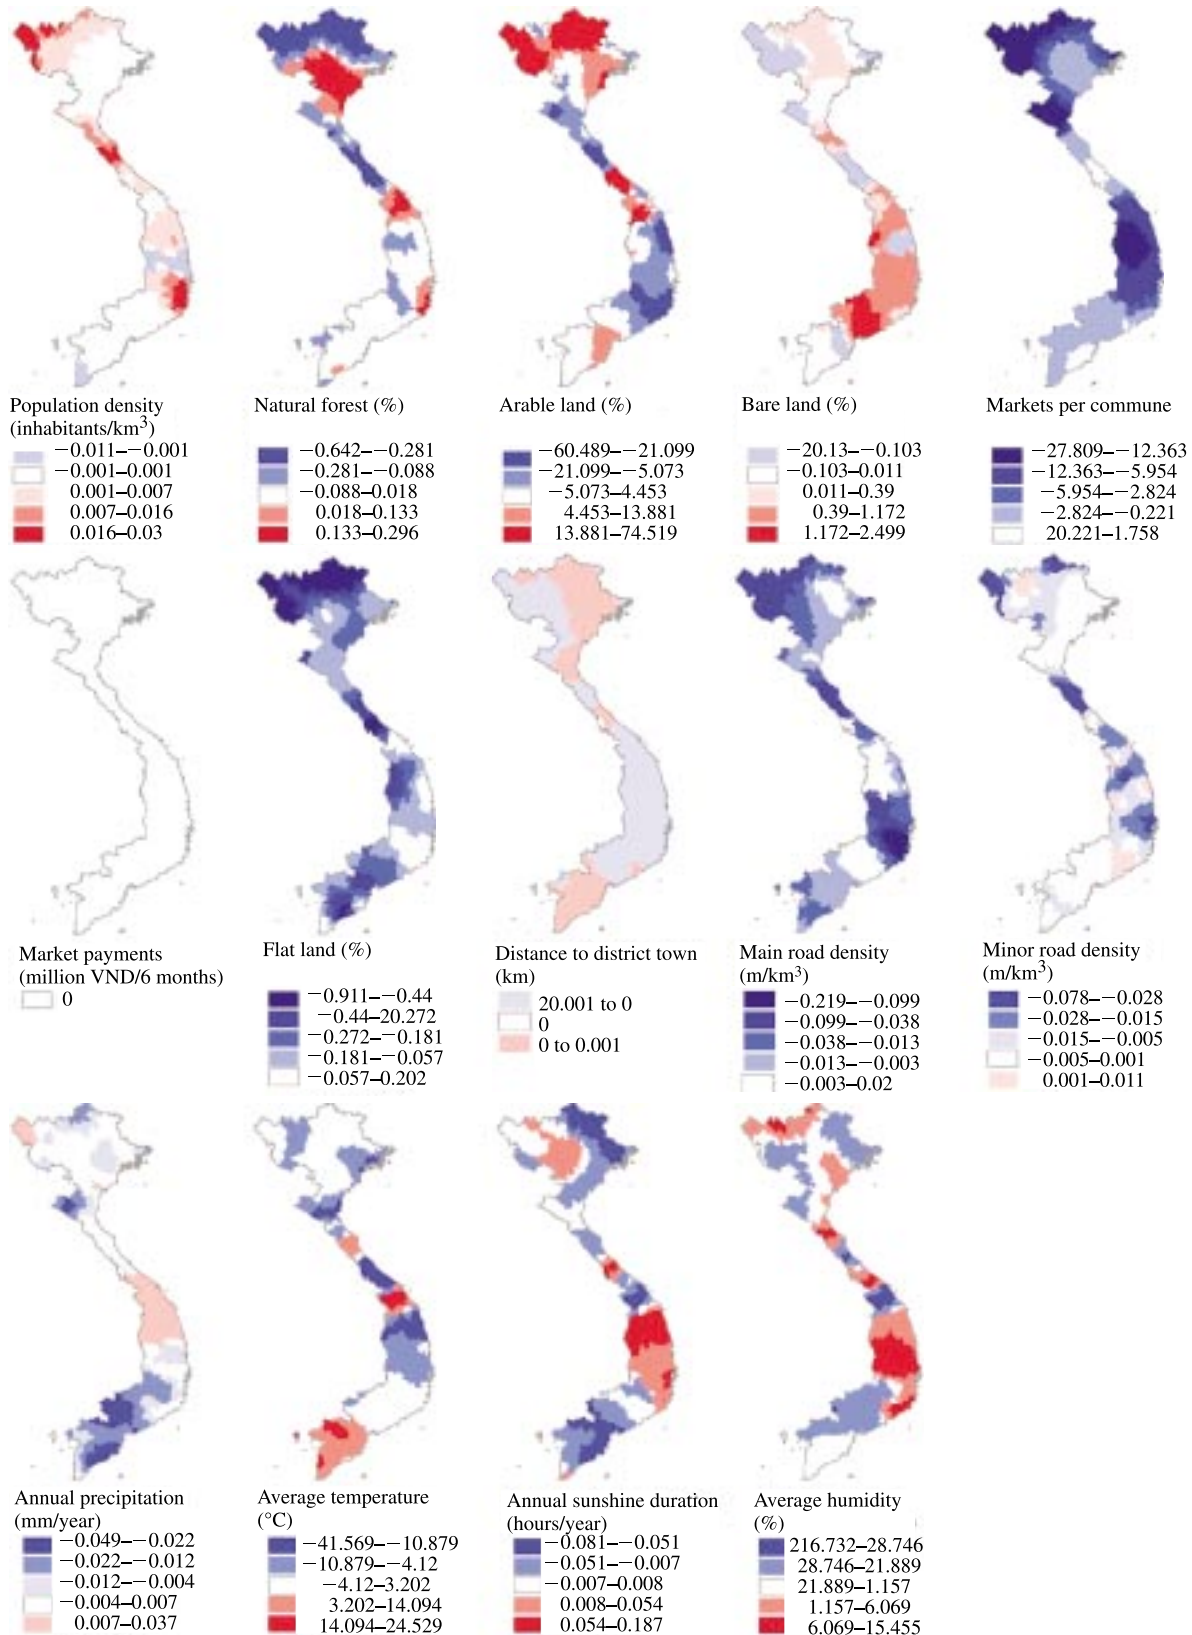 Population density
(inhabitants/km3)
−0.011–−0.001
−0.001–0.001
0.001–0.007
0.007–0.016
0.016–0.03
Natural forest (%)
−0.642–−0.281
−0.281–−0.088
−0.088–0.018
0.018–0.133
0.133–0.296
Arable land (%)
−60.489–−21.099
−21.099–−5.073
−5.073–4.453
4.453–13.881
13.881–74.519
Bare land (%)
−20.13–−0.103
−0.103–0.011
0.011–0.39
0.39–1.172
1.172–2.499
Markets per commune
−27.809–−12.363
−12.363–−5.954
−5.954–−2.824
−2.824–−0.221
20.221–1.758
Market payments
(million VND/6 months)
0
Flat land (%)
−0.911–−0.44
−0.44–20.272
−0.272–−0.181
−0.181–−0.057
−0.057–0.202
Distance to district town
(km)
20.001 to 0
0
0 to 0.001
Main road density
(m/km3)
−0.219–−0.099
−0.099–−0.038
−0.038–−0.013
−0.013–−0.003
−0.003–0.02
Minor road density
(m/km3)
−0.078–−0.028
−0.028–−0.015
−0.015–−0.005
−0.005–0.001
0.001–0.011
Annual precipitation
(mm/year)
−0.049–−0.022
−0.022–−0.012
−0.012–−0.004
−0.004–0.007
0.007–0.037
Average temperature
(°C)
−41.569–−10.879
−10.879–−4.12
−4.12–3.202
3.202–14.094
14.094–24.529
Annual sunshine duration
(hours/year)
−0.081–−0.051
−0.051–−0.007
−0.007–0.008
0.008–0.054
0.054–0.187
Average humidity
(%)
216.732–28.746
28.746–21.889
21.889–1.157
1.157–6.069
6.069–15.455